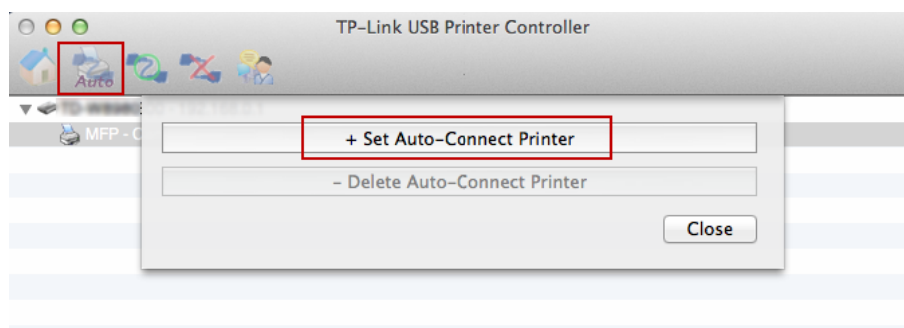 TP-Link USB Printer Controller
Auto
MFP - C
+ Set Auto-Connect Printer
- Delete Auto-Connect Printer
Close